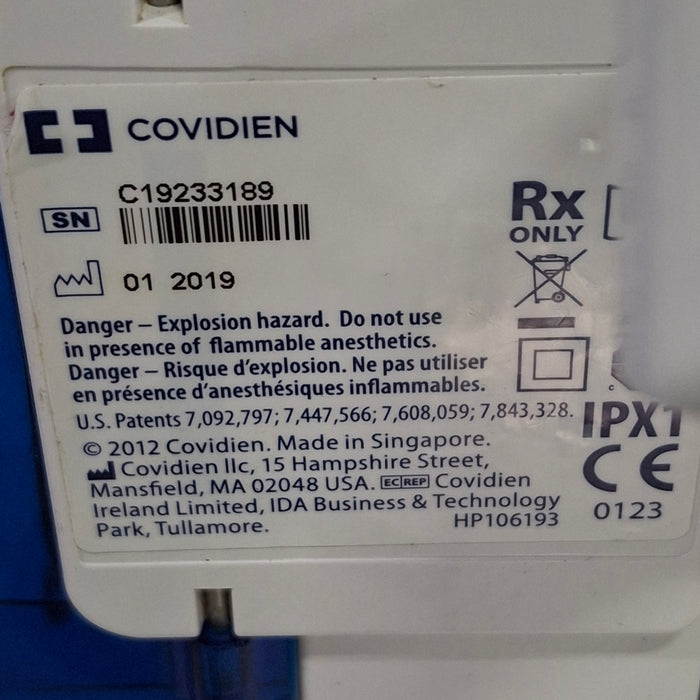 COVIDIEN
SN
C19233189
01 2019
Rx
ONLY
Danger – Explosion hazard. Do not use
in presence of flammable anesthetics.
Danger – Risque d'explosion. Ne pas utiliser
en présence d'anesthésiques inflammables.
U.S. Patents 7,092,797; 7,447,566; 7,608,059; 7,843,328.
© 2012 Covidien. Made in Singapore.
Covidien llc, 15 Hampshire Street,
Mansfield, MA 02048 USA. EC REP Covidien
Ireland Limited, IDA Business & Technology
Park, Tullamore.
HP106193
IPX1
CE
0123